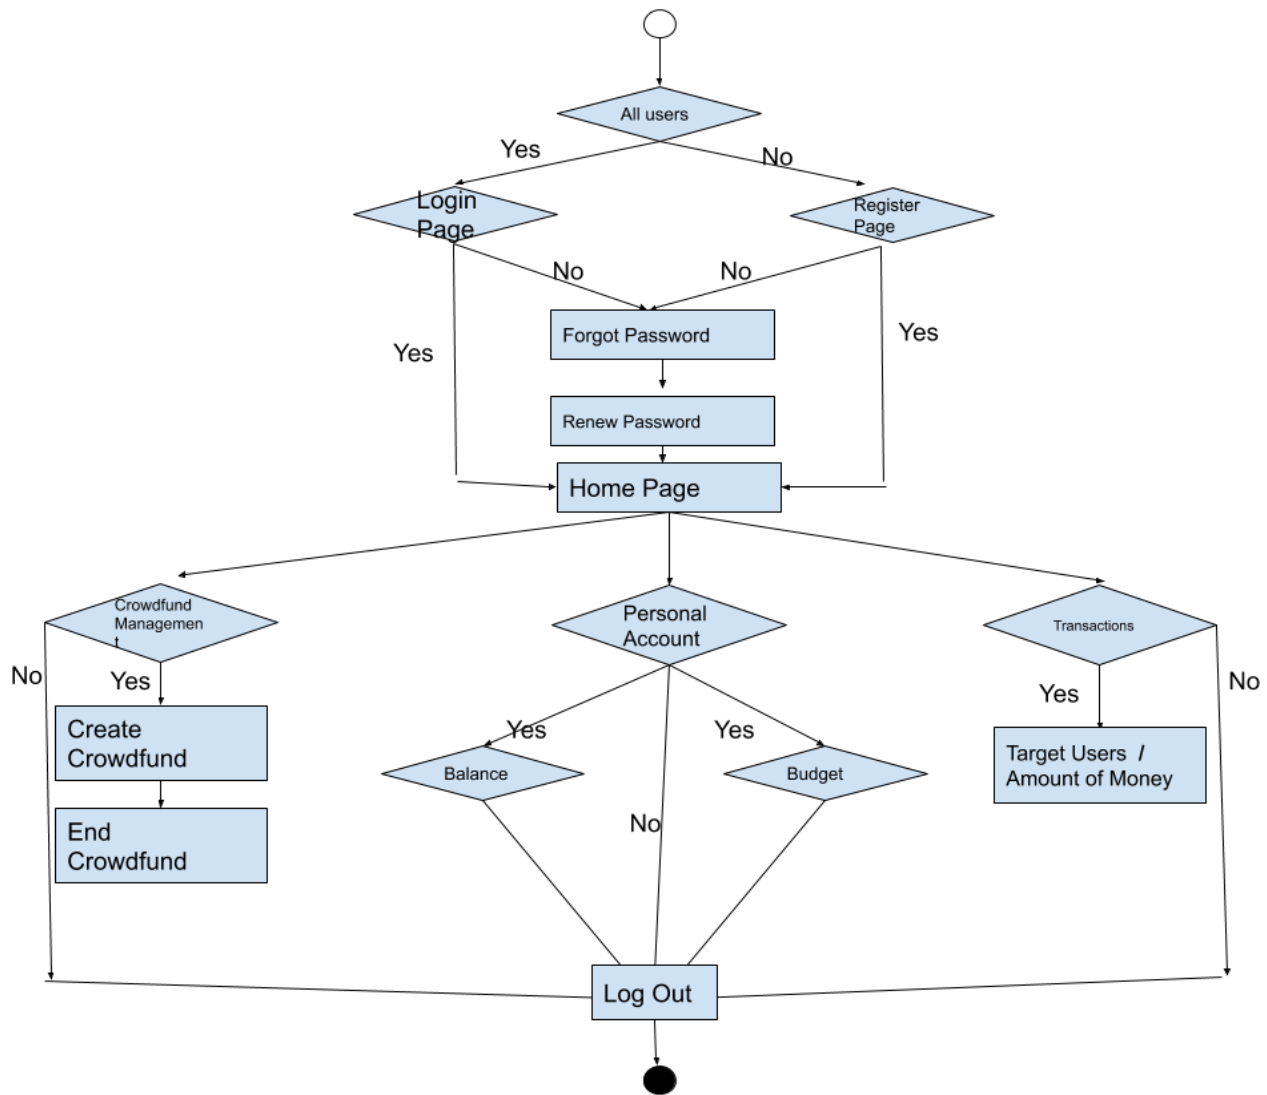 All users
Yes
No
Login
Page
Register
Page
No
No
Yes
Yes
Forgot Password
Renew Password
Home Page
Crowdfund
Managemen
t
Personal
Account
Transactions
No
Yes
Yes
No
Create
Crowdfund
Yes
Yes
Target Users /
Amount of Money
Balance
Budget
End
Crowdfund
No
Log Out